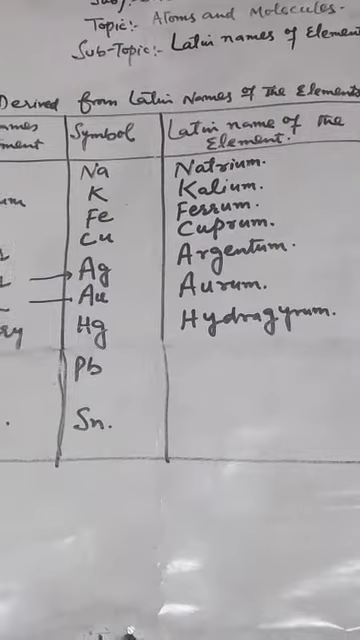 Topic:- Atoms and Molecules.
Sub-Topic:- Latin names of Element
Derived from Latin Names of The Elements
Symbol Latin name of The
Element.
Na Natrium.
K Kalium.
Fe Ferrum.
Cu Cuprum.
Ag Argentum.
Au Aurum.
Hg Hydragyrum.
Pb
Sn.